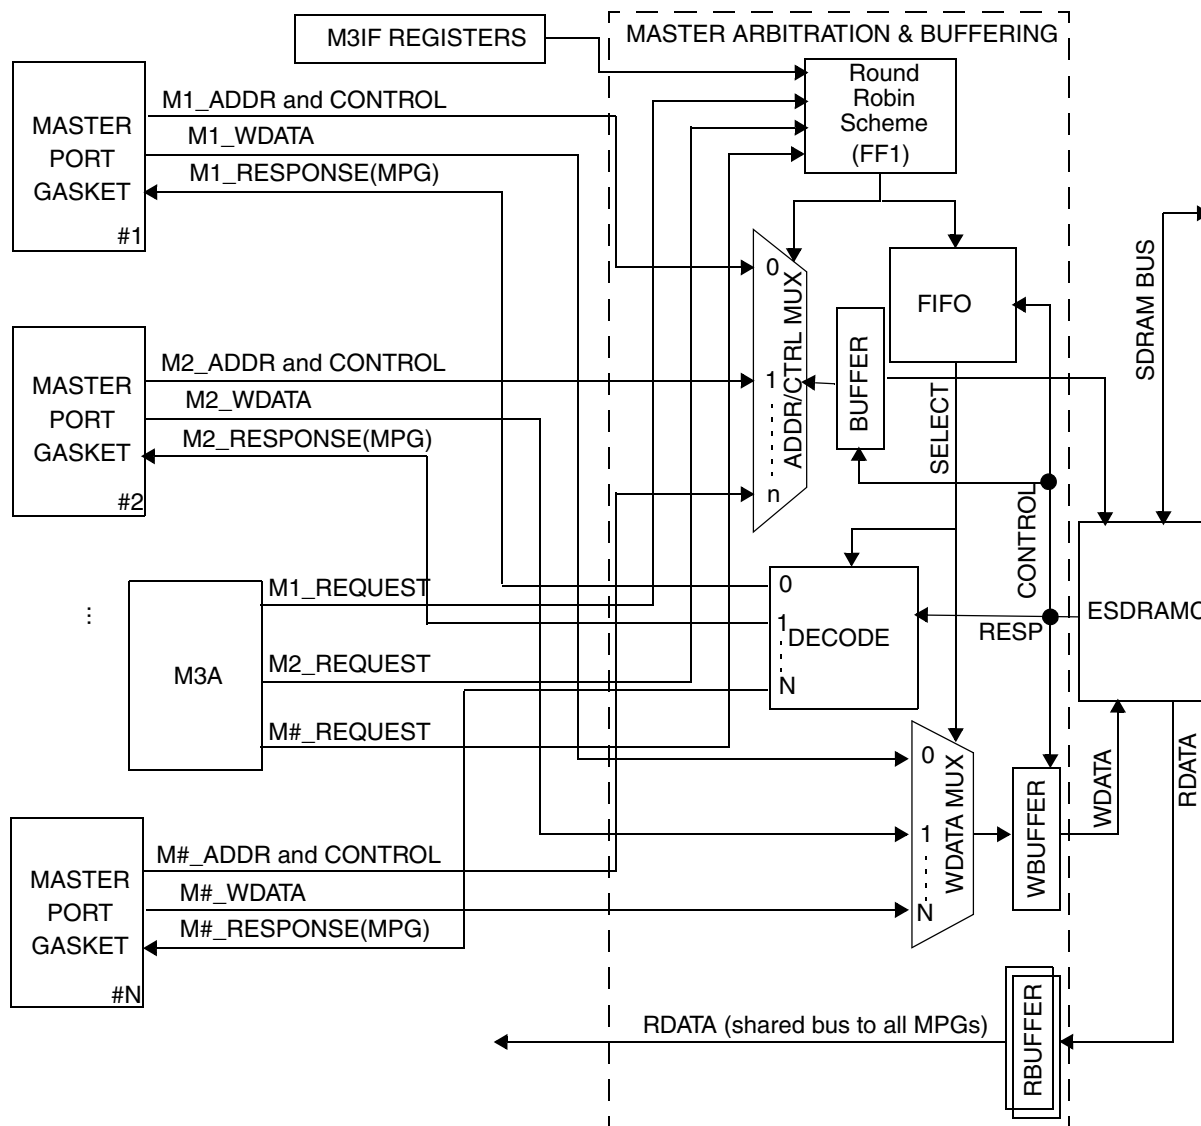 M3IF REGISTERS
MASTER ARBITRATION & BUFFERING
Round
Robin
Scheme
(FF1)
MASTER
PORT
GASKET
#1
M1_ADDR and CONTROL
M1_WDATA
M1_RESPONSE(MPG)
0
1
n
ADDR/CTRL MUX
BUFFER
FIFO
SELECT
SDRAM BUS
MASTER
PORT
GASKET
#2
M2_ADDR and CONTROL
M2_WDATA
M2_RESPONSE(MPG)
CONTROL
...
M3A
M1_REQUEST
M2_REQUEST
M#_REQUEST
0
1
N
DECODE
RESP
ESDRAMC
0
1
N
WDATA MUX
WBUFFER
WDATA
RDATA
MASTER
PORT
GASKET
#N
M#_ADDR and CONTROL
M#_WDATA
M#_RESPONSE(MPG)
RDATA (shared bus to all MPGs)
RBUFFER